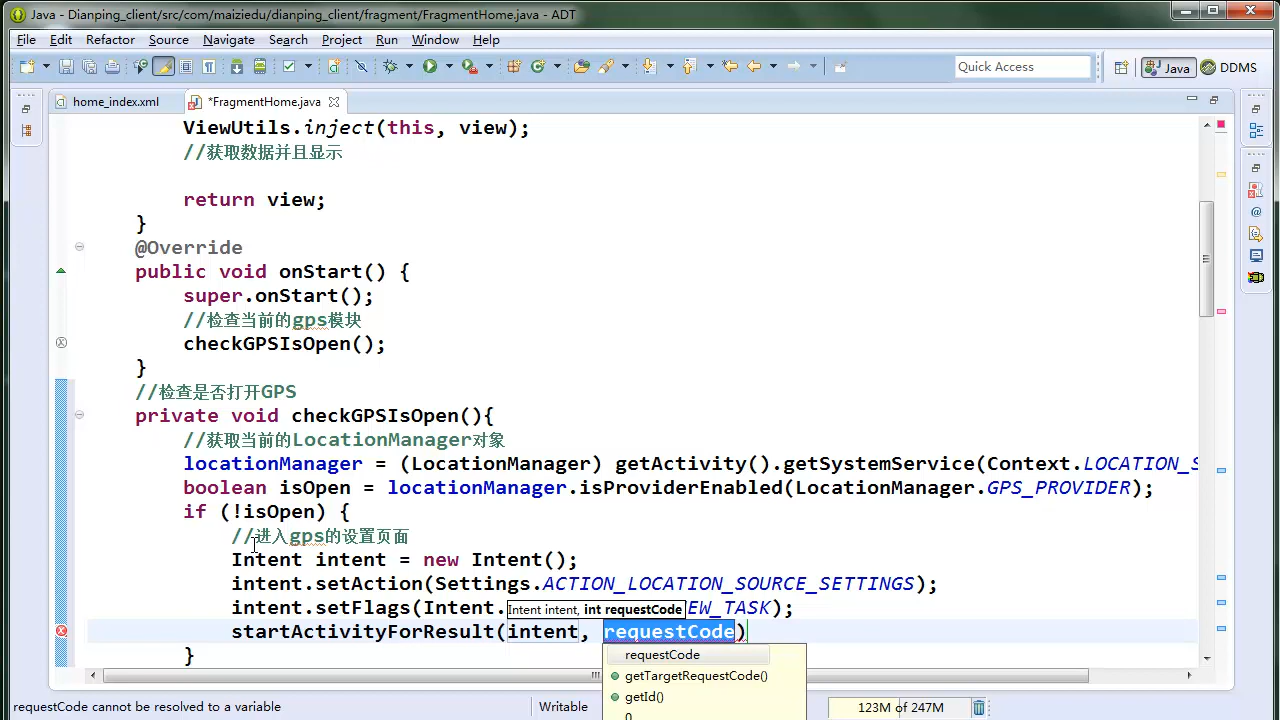 Java - Dianping_client/src/com/maiziedu/dianping_client/fragment/FragmentHome.java - ADT
File Edit Refactor Source Navigate Search Project Run Window Help
Quick Access
Java
DDMS
home_index.xml
*FragmentHome.java
ViewUtils.inject(this, view);
//获取数据并且显示
return view;
}
@Override
public void onStart() {
super.onStart();
//检查当前的gps模块
checkGPSIsOpen();
}
//检查是否打开GPS
private void checkGPSIsOpen(){
//获取当前的LocationManager对象
locationManager = (LocationManager) getActivity().getSystemService(Context.LOCATION_S
boolean isOpen = locationManager.isProviderEnabled(LocationManager.GPS_PROVIDER);
if (!isOpen) {
//进入gps的设置页面
Intent intent = new Intent();
intent.setAction(Settings.ACTION_LOCATION_SOURCE_SETTINGS);
intent.setFlags(Intent. EW_TASK);
Intent intent, int requestCode
startActivityForResult(intent, requestCode)
}
requestCode
getTargetRequestCode()
getId()
0
requestCode cannot be resolved to a variable
Writable
123M of 247M